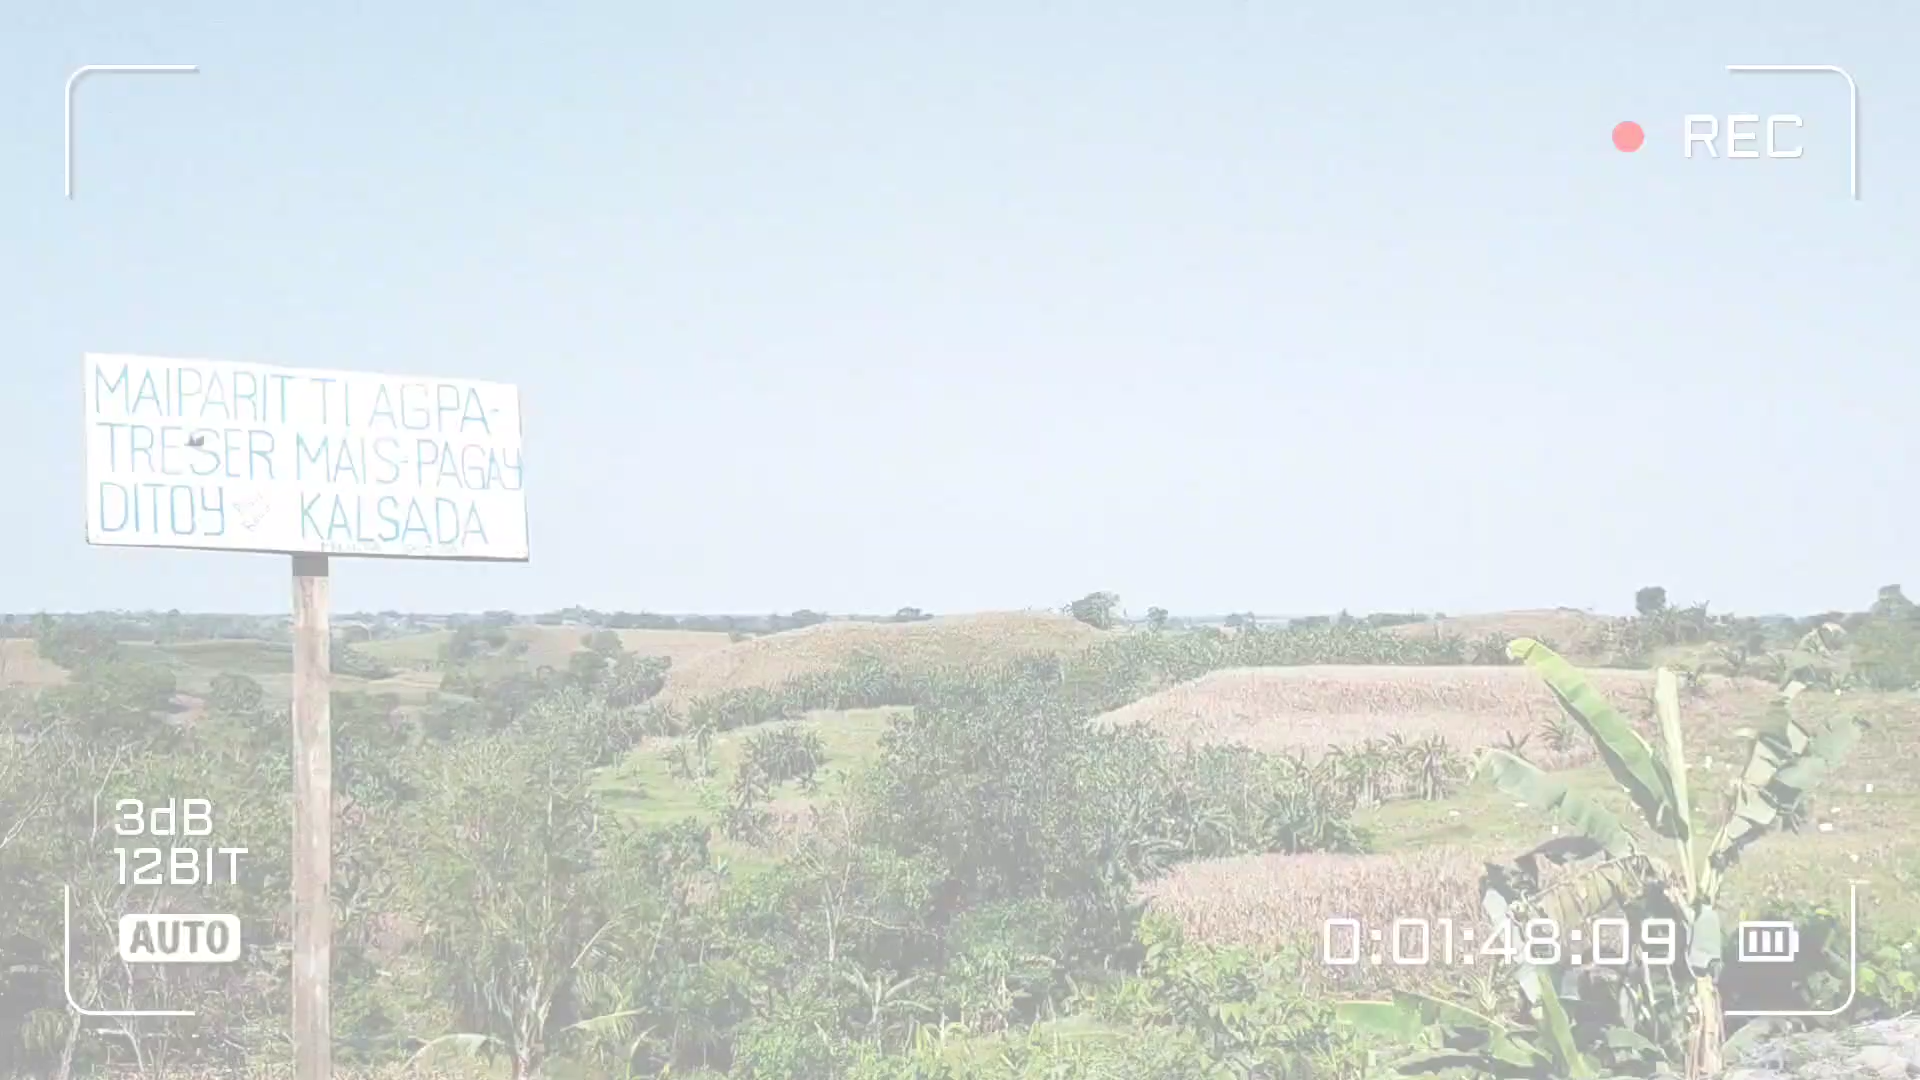 REC
MAIPARIT TI AGPA-
TRESER MAIS-PAGAY
DITOY KALSADA
3dB
12BIT
AUTO
0:01:48:09